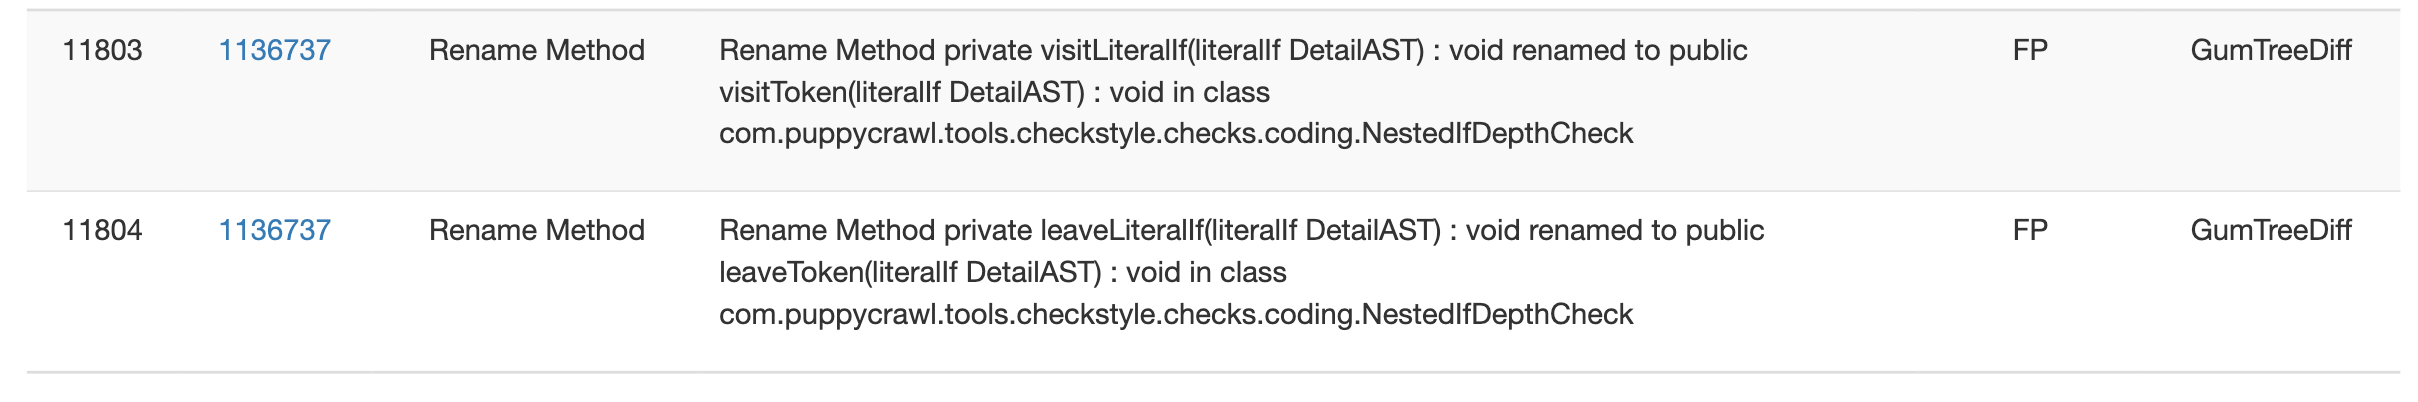 11803 1136737 Rename Method Rename Method private visitLiteralIf(literalIf DetailAST) : void renamed to public FP GumTreeDiff
visitToken(literalIf DetailAST) : void in class
com.puppycrawl.tools.checkstyle.checks.coding.NestedIfDepthCheck
11804 1136737 Rename Method Rename Method private leaveLiteralIf(literalIf DetailAST) : void renamed to public FP GumTreeDiff
leaveToken(literalIf DetailAST) : void in class
com.puppycrawl.tools.checkstyle.checks.coding.NestedIfDepthCheck